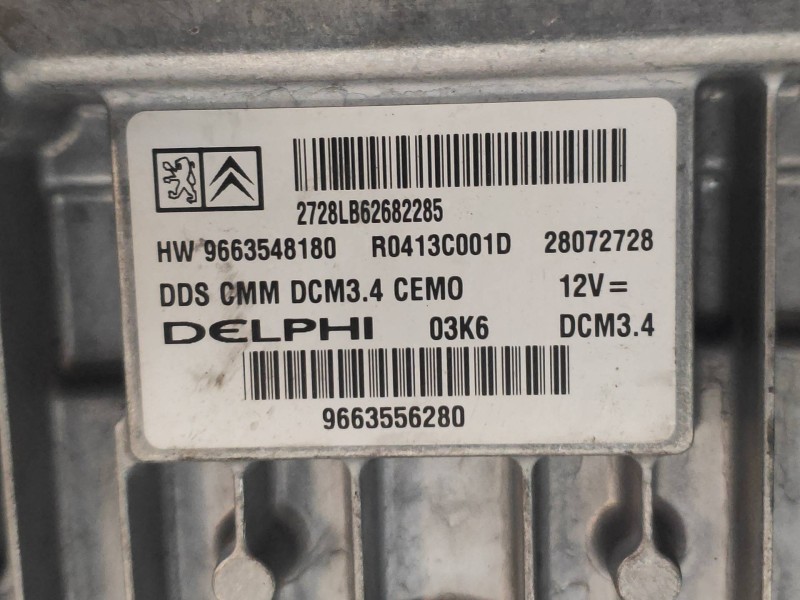 2728LB62682285
HW 9663548180 R0413C001D 28072728
DDS CMM DCM3.4 CEMO 12V=
DELPHI 03K6 DCM3.4
9663556280